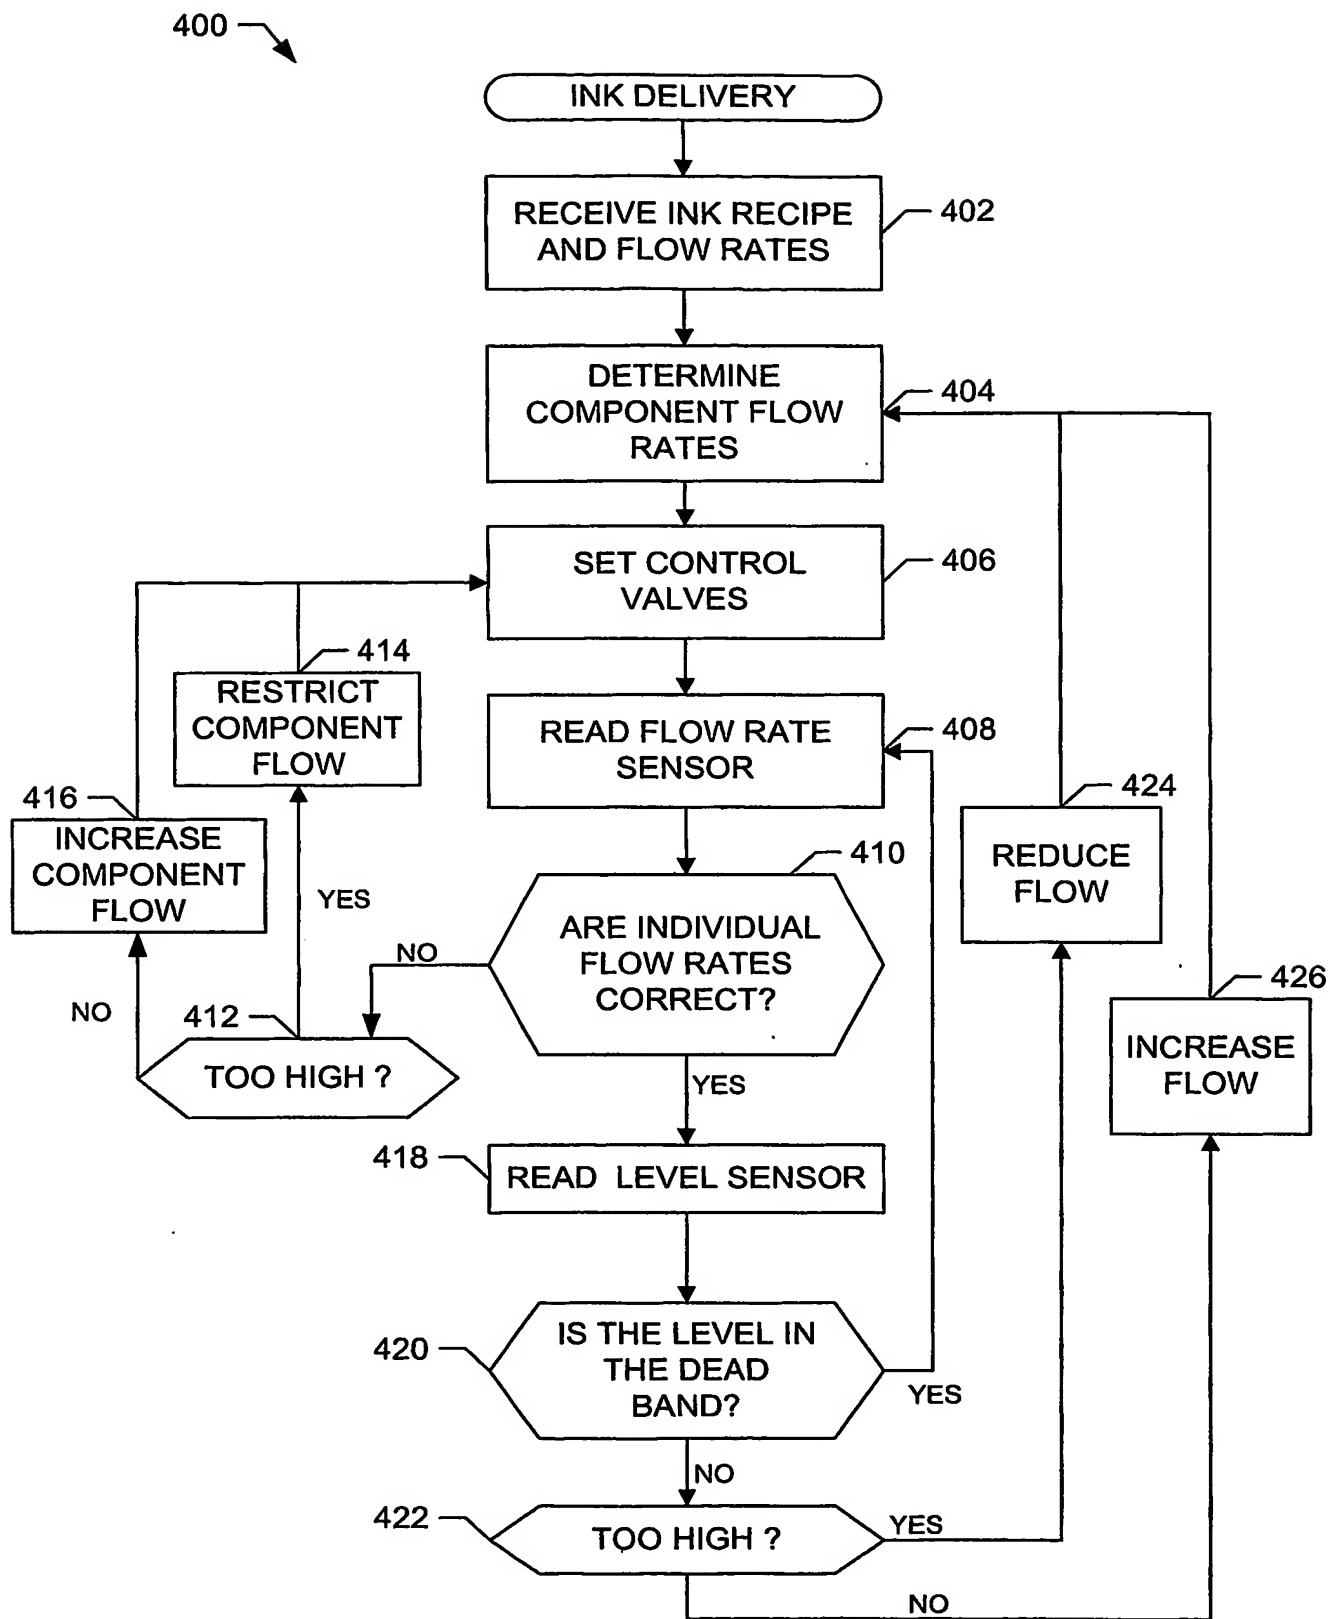 400
INK DELIVERY
RECEIVE INK RECIPE
AND FLOW RATES
402
DETERMINE
COMPONENT FLOW
RATES
404
SET CONTROL
VALVES
406
414
RESTRICT
COMPONENT
FLOW
READ FLOW RATE
SENSOR
408
416
INCREASE
COMPONENT
FLOW
YES
424
REDUCE
FLOW
410
ARE INDIVIDUAL
FLOW RATES
CORRECT?
NO
NO
412
TOO HIGH ?
426
INCREASE
FLOW
YES
418
READ LEVEL SENSOR
420
IS THE LEVEL IN
THE DEAD
BAND?
YES
NO
422
TOO HIGH ?
YES
NO